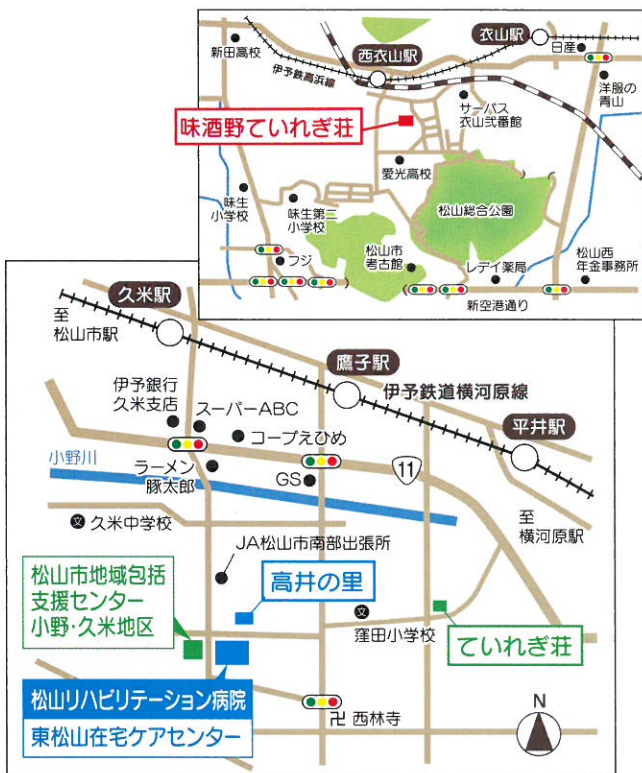 衣山駅
日産
西衣山駅
新田高校
伊予鉄高浜線
洋服の
青山
サーパス
衣山弐番館
味酒野ていれぎ荘
愛光高校
味生
小学校
味生第二
小学校
松山総合公園
フジ
松山市
考古館
レデイ薬局
松山西
年金事務所
新空港通り
久米駅
至
松山市駅
鷹子駅
伊予鉄道横河原線
伊予銀行
久米支店
スーパーABC
コープえひめ
平井駅
小野川
ラーメン
豚太郎
GS
11
文 久米中学校
至
横河原駅
JA松山市南部出張所
松山市地域包括
支援センター
小野・久米地区
高井の里
文
窪田小学校
ていれぎ荘
松山リハビリテーション病院
東松山在宅ケアセンター
卍 西林寺
N